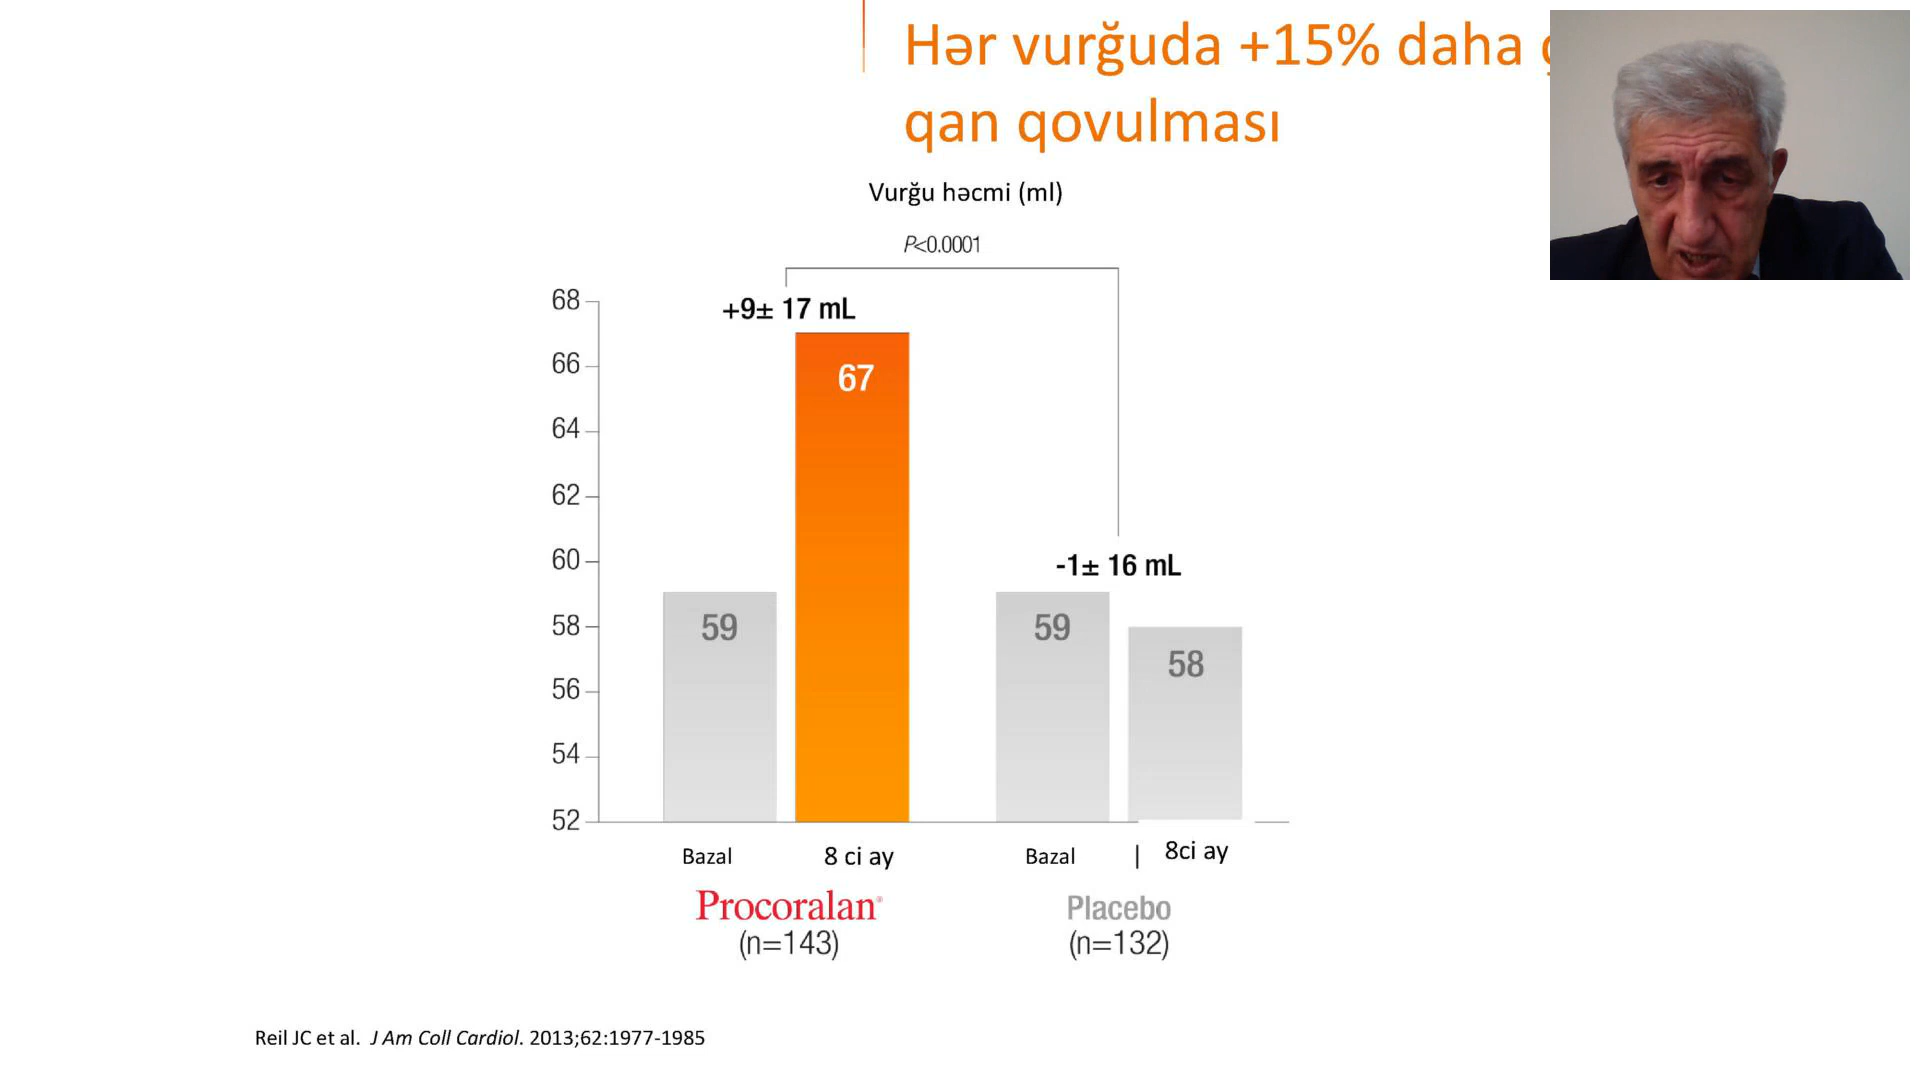 Hər vurğuda +15% daha
qan qovulması
Vurğu həcmi (ml)
P<0.0001
+9± 17 mL
68
66
64
62
60
58
56
54
52
67
59
-1± 16 mL
59
58
Bazal
8 ci ay
Bazal
| 8ci ay
Procoralan®
(n=143)
Placebo
(n=132)
Reil JC et al. J Am Coll Cardiol. 2013;62:1977-1985